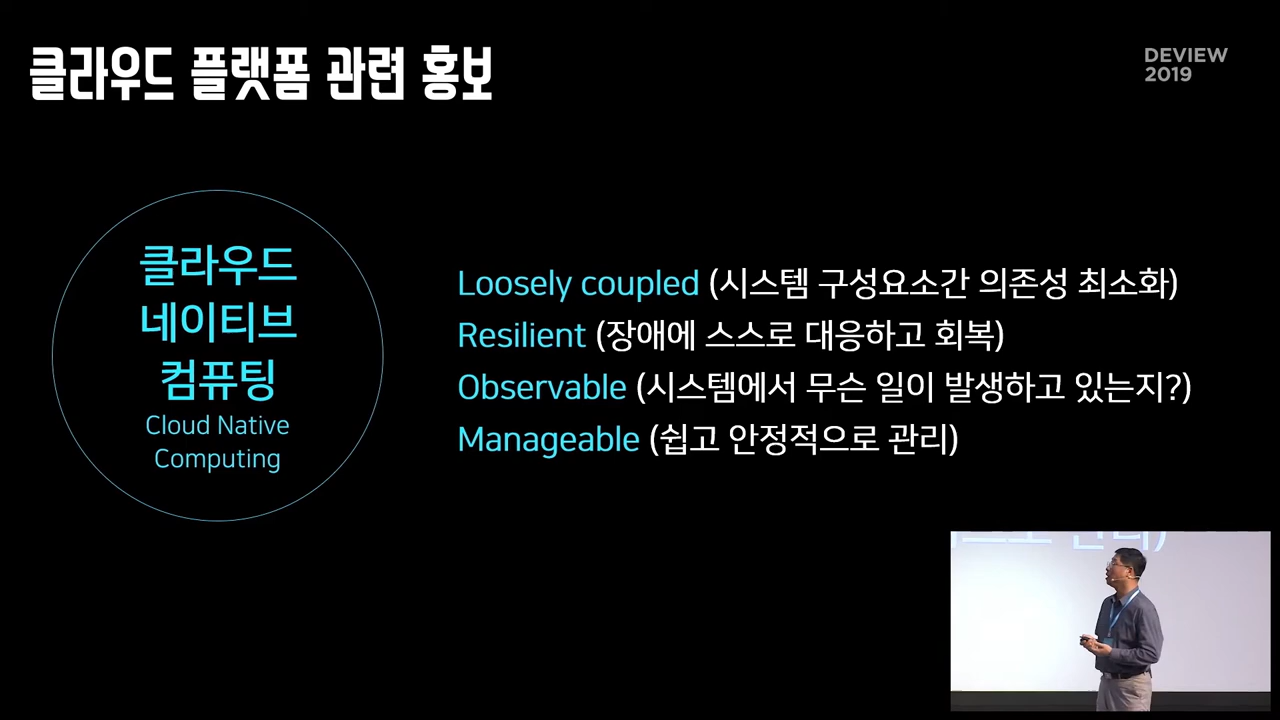 클라우드 플랫폼 관련 홍보
DEVIEW
2019
클라우드
네이티브
컴퓨팅
Cloud Native
Computing
Loosely coupled (시스템 구성요소간 의존성 최소화)
Resilient (장애에 스스로 대응하고 회복)
Observable (시스템에서 무슨 일이 발생하고 있는지?)
Manageable (쉽고 안정적으로 관리)